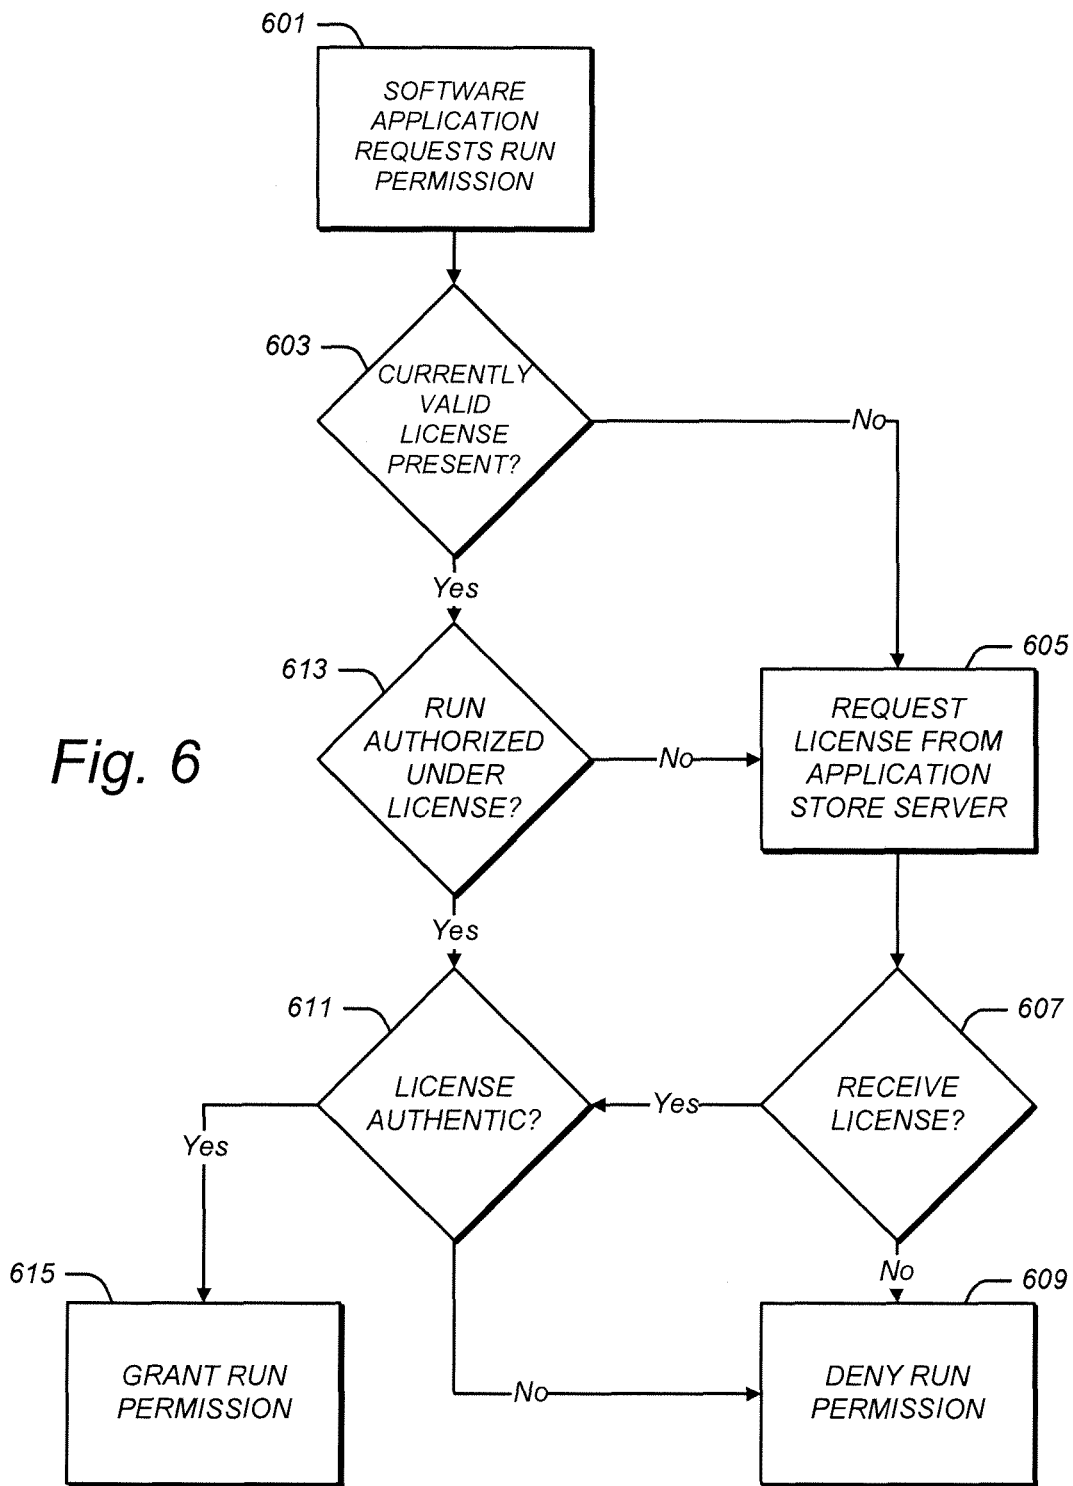 601
SOFTWARE
APPLICATION
REQUESTS RUN
PERMISSION
603
CURRENTLY
VALID
LICENSE
PRESENT?
No
Yes
613
RUN
AUTHORIZED
UNDER
LICENSE?
No
605
REQUEST
LICENSE FROM
APPLICATION
STORE SERVER
Fig. 6
Yes
611
LICENSE
AUTHENTIC?
Yes
607
RECEIVE
LICENSE?
Yes
No
615
GRANT RUN
PERMISSION
No
609
DENY RUN
PERMISSION